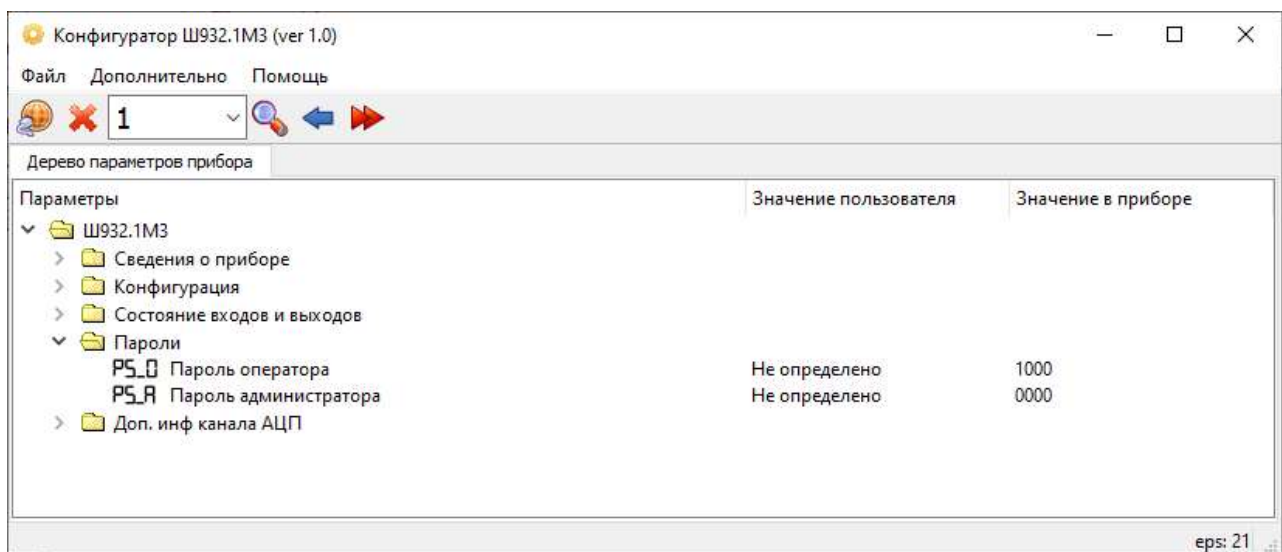 Конфигуратор Ш932.1М3 (ver 1.0)
Файл Дополнительно Помощь
1
Дерево параметров прибора
Параметры Значение пользователя Значение в приборе
Ш932.1М3
Сведения о приборе
Конфигурация
Состояние входов и выходов
Пароли
PS_O Пароль оператора Не определено 1000
PS_A Пароль администратора Не определено 0000
Доп. инф канала АЦП
eps: 21